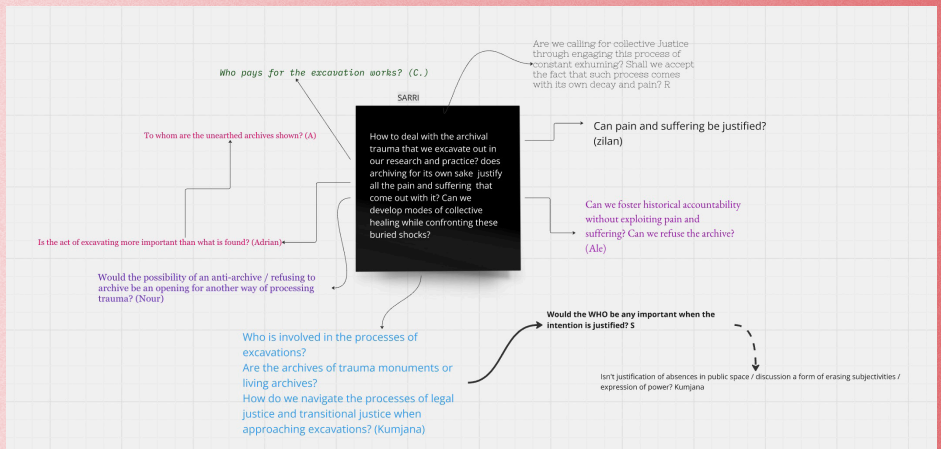 Are we calling for collective Justice
through engaging this process of
constant exhuming? Shall we accept
the fact that such process comes
with its own decay and pain? R
Who pays for the excavation works? (C.)
SARRI
How to deal with the archival
trauma that we excavate out in
our research and practice? does
archiving for its own sake justify
all the pain and suffering that
come out with it? Can we
develop modes of collective
healing while confronting these
buried shocks?
Can pain and suffering be justified?
(zilan)
To whom are the unearthed archives shown? (A)
Can we foster historical accountability
without exploiting pain and
suffering? Can we refuse the archive?
(Ale)
Is the act of excavating more important than what is found? (Adrian)
Would the possibility of an anti-archive / refusing to
archive be an opening for another way of processing
trauma? (Nour)
Who is involved in the processes of
excavations?
Are the archives of trauma monuments or
living archives?
How do we navigate the processes of legal
justice and transitional justice when
approaching excavations? (Kumjana)
Would the WHO be any important when the
intention is justified? S
Isn't justification of absences in public space / discussion a form of erasing subjectivities /
expression of power? Kumjana